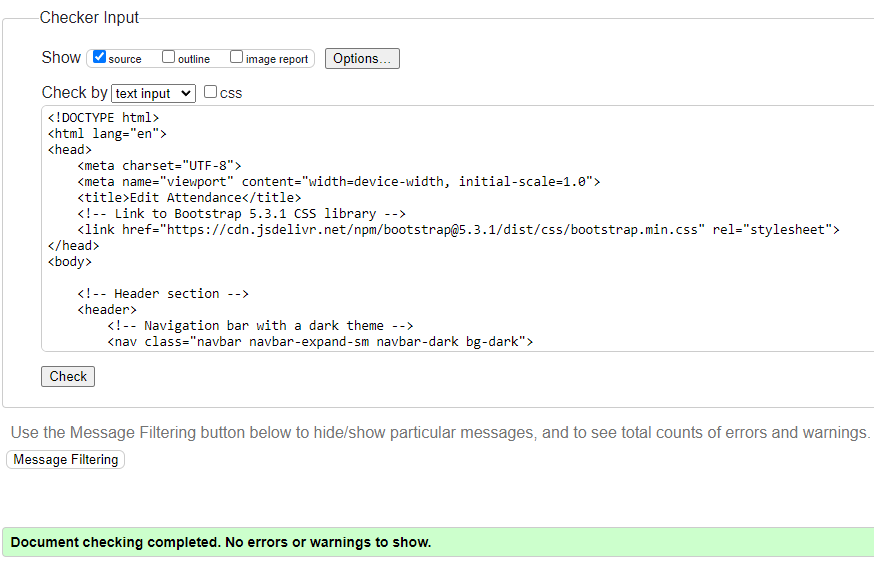 Checker Input
Show source outline image report Options...
Check by text input css
<!DOCTYPE html>
<html lang="en">
<head>
    <meta charset="UTF-8">
    <meta name="viewport" content="width=device-width, initial-scale=1.0">
    <title>Edit Attendance</title>
    <!-- Link to Bootstrap 5.3.1 CSS library -->
    <link href="https://cdn.jsdelivr.net/npm/bootstrap@5.3.1/dist/css/bootstrap.min.css" rel="stylesheet">
</head>
<body>
    <!-- Header section -->
    <header>
        <!-- Navigation bar with a dark theme -->
        <nav class="navbar navbar-expand-sm navbar-dark bg-dark">
Check
Use the Message Filtering button below to hide/show particular messages, and to see total counts of errors and warnings.
Message Filtering
Document checking completed. No errors or warnings to show.